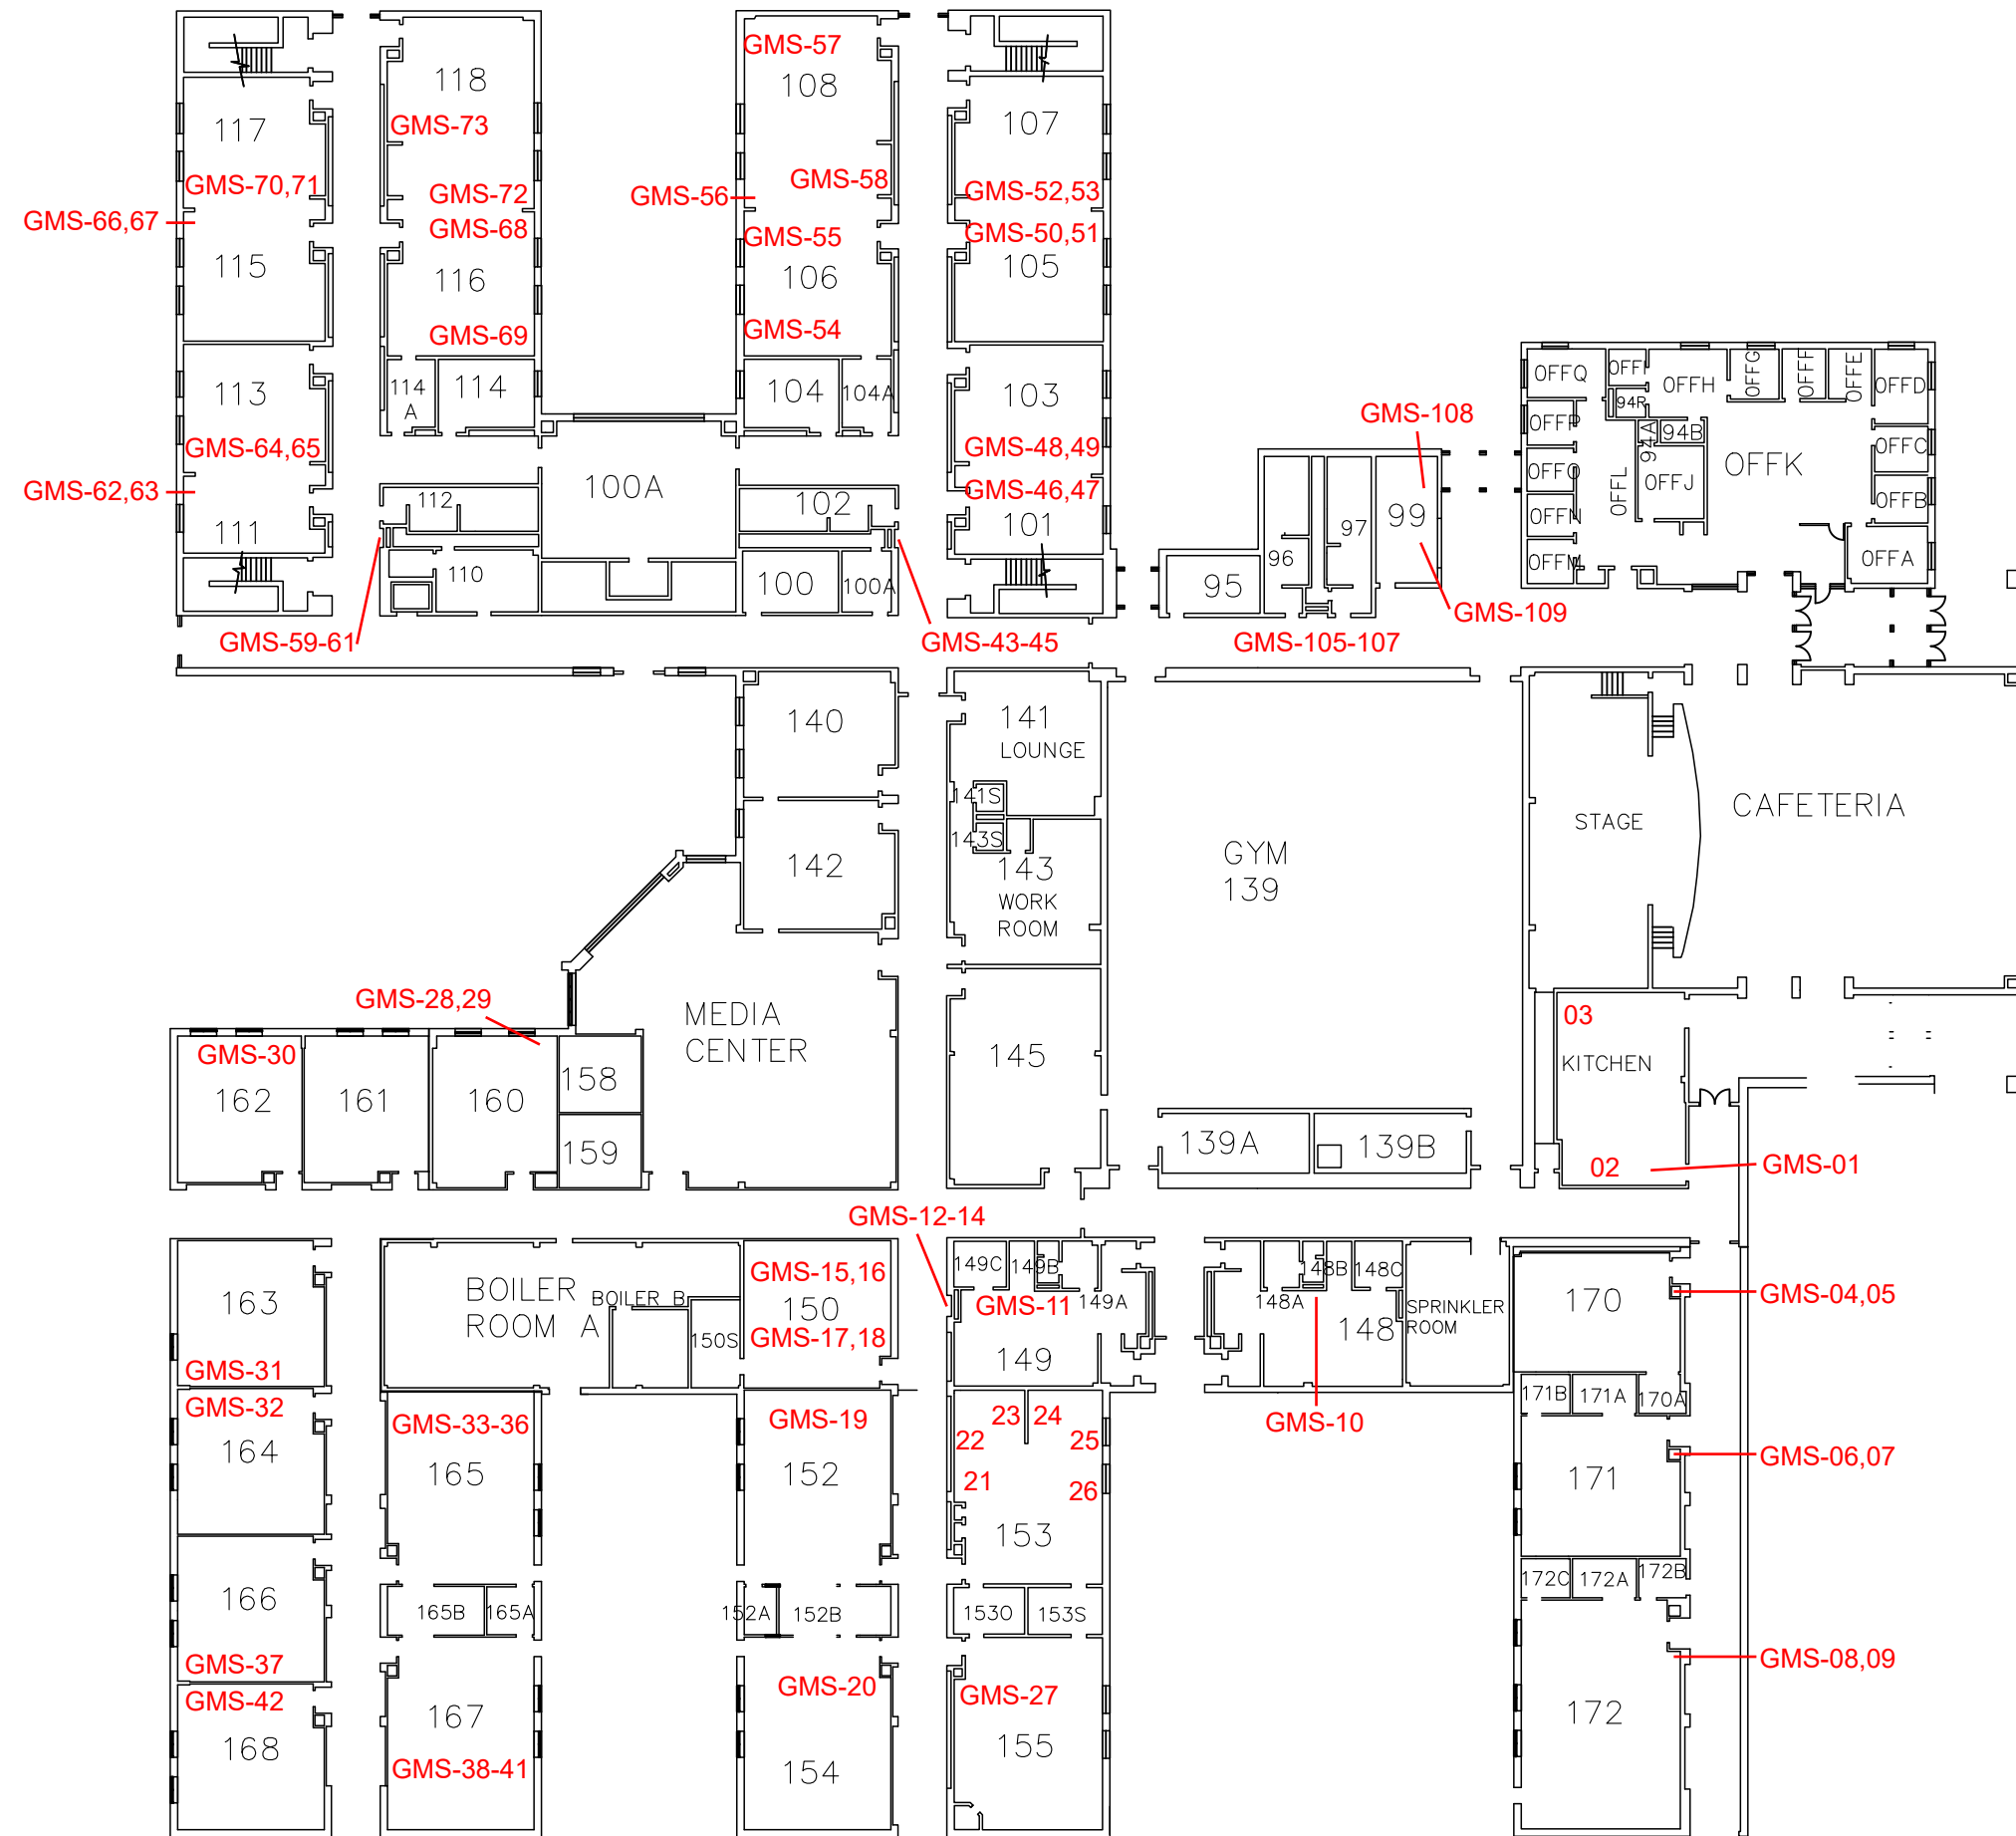 GMS-57
118
108
117
107
GMS-73
GMS-70,71
GMS-72
GMS-56
GMS-58
GMS-52,53
GMS-66,67
GMS-68
GMS-55
GMS-50,51
115
116
106
105
GMS-69
GMS-54
114
A
114
104
104A
113
103
GMS-64,65
GMS-48,49
GMS-62,63
100A
GMS-46,47
112
102
111
101
110
100
100A
GMS-59-61
GMS-43-45
OFFQ
OFFI
OFFH
OFFG
OFFF
OFFE
OFFD
94R
OFFP
94A
94B
OFFC
OFFO
OFFL
OFFJ
OFFK
OFFB
OFFN
OFFM
OFFA
GMS-108
99
97
96
95
GMS-109
GMS-105-107
140
141
LOUNGE
141S
143S
142
143
WORK
ROOM
GYM
139
STAGE
CAFETERIA
GMS-28,29
MEDIA
CENTER
03
KITCHEN
GMS-30
162
161
160
158
159
145
139A
139B
02
GMS-01
GMS-12-14
163
BOILER
ROOM A
BOILER B
150S
GMS-15,16
150
GMS-17,18
149C
149B
GMS-11
149A
149
148B
148C
148A
148
SPRINKLER
ROOM
170
GMS-04,05
GMS-31
GMS-32
164
GMS-33-36
165
GMS-19
152
23
24
22
25
21
26
153
GMS-10
171B
171A
170A
GMS-06,07
171
166
165B
165A
152A
152B
153O
153S
172C
172A
172B
GMS-37
GMS-42
168
167
GMS-38-41
GMS-20
154
GMS-27
155
GMS-08,09
172